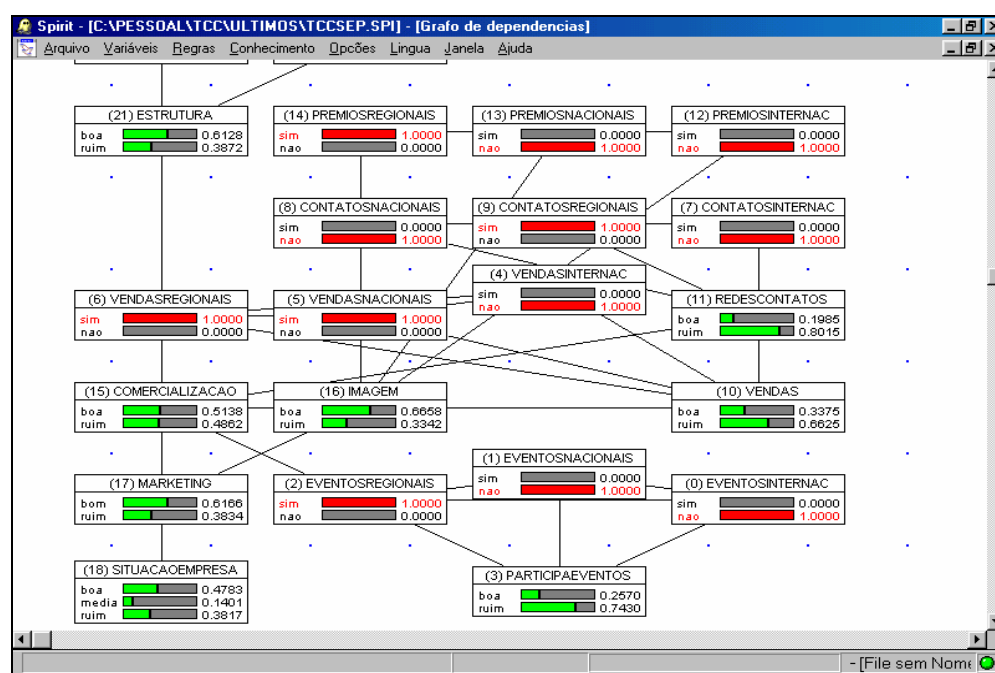 Spirit - [C:\PESSOAL\TCC\ULTIMOS\TCCSEP.SPI] - [Grafo de dependencias]
Arquivo Variáveis Regras Conhecimento Opcões Lingua Janela Ajuda
(21) ESTRUTURA
boa 0.6128
ruim 0.3872
(14) PREMIOSREGIONAIS
sim 1.0000
nao 0.0000
(13) PREMIOSNACIONAIS
sim 0.0000
nao 1.0000
(12) PREMIOSINTERNAC
sim 0.0000
nao 1.0000
(8) CONTATOSNACIONAIS
sim 0.0000
nao 1.0000
(9) CONTATOSREGIONAIS
sim 1.0000
nao 0.0000
(7) CONTATOSINTERNAC
sim 0.0000
nao 1.0000
(4) VENDASINTERNAC
sim 0.0000
nao 1.0000
(6) VENDASREGIONAIS
sim 1.0000
nao 0.0000
(5) VENDASNACIONAIS
sim 1.0000
nao 0.0000
(11) REDESCONTATOS
boa 0.1985
ruim 0.8015
(15) COMERCIALIZACAO
boa 0.5138
ruim 0.4862
(16) IMAGEM
boa 0.6658
ruim 0.3342
(10) VENDAS
boa 0.3375
ruim 0.6625
(1) EVENTOSNACIONAIS
sim 0.0000
nao 1.0000
(17) MARKETING
bom 0.6166
ruim 0.3834
(2) EVENTOSREGIONAIS
sim 1.0000
nao 0.0000
(0) EVENTOSINTERNAC
sim 0.0000
nao 1.0000
(18) SITUACAOEMPRESA
boa 0.4783
media 0.1401
ruim 0.3817
(3) PARTICIPAEVENTOS
boa 0.2570
ruim 0.7430
- [File sem Nome